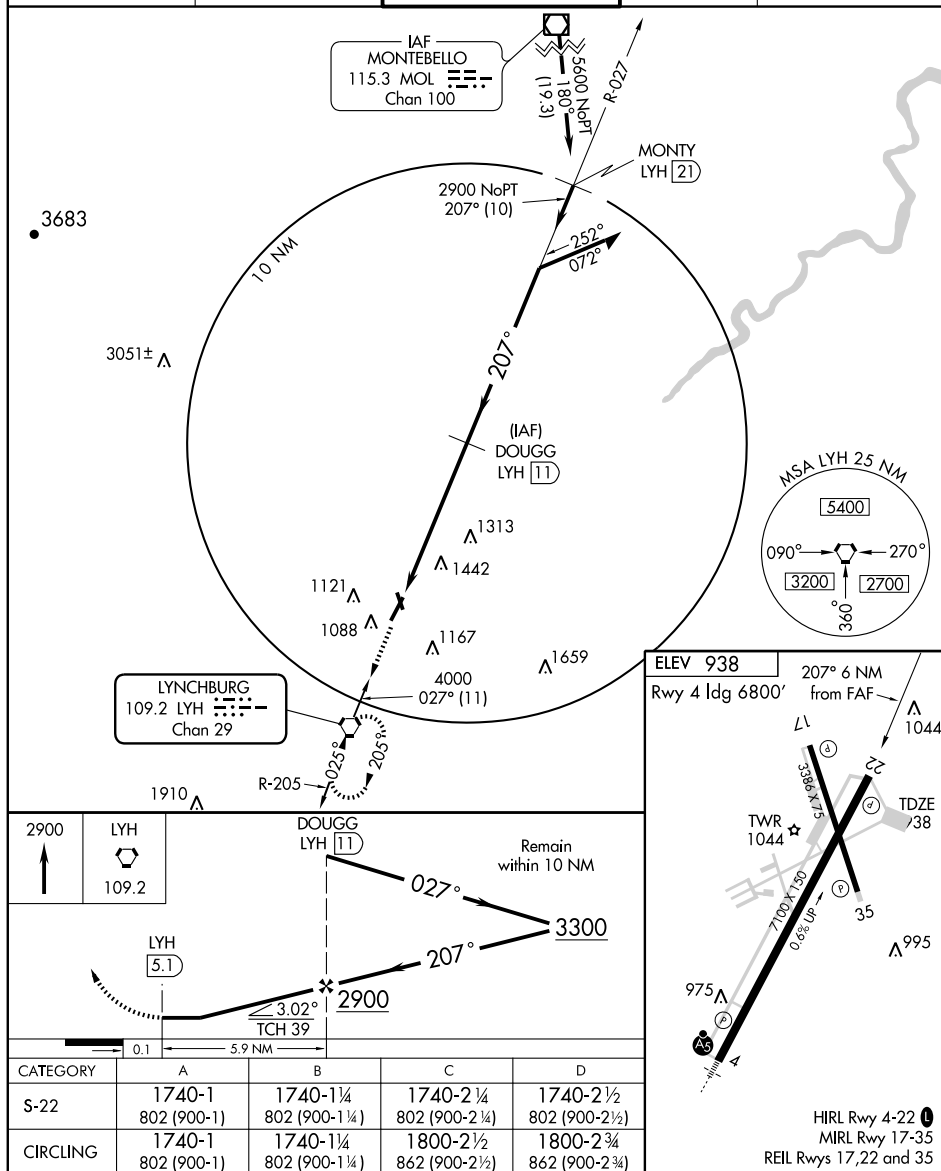 IAF
MONTEBELLO
115.3 MOL
Chan 100
5600 NoPT
180°
(19.3)
R-027
MONTY
LYH 21
2900 NoPT
207° (10)
3683
10 NM
252°
072°
3051±
207°
(IAF)
DOUGG
LYH 11
MSA LYH 25 NM
5400
090°
270°
3200
2700
360°
1313
1442
1121
1088
1167
1659
4000
027° (11)
LYNCHBURG
109.2 LYH
Chan 29
025°
205°
R-205
1910
ELEV 938
Rwy 4 ldg 6800'
207° 6 NM
from FAF
1044
17
22
P
3386 X 75
P
TDZE
938
TWR
1044
P
7100 X 150
0.6% UP
35
995
975
P
A5
4
HIRL Rwy 4-22 L
MIRL Rwy 17-35
REIL Rwys 17,22 and 35
2900
LYH
109.2
DOUGG
LYH 11
Remain
within 10 NM
027°
3300
207°
LYH
5.1
2900
3.02°
TCH 39
0.1
5.9 NM
CATEGORY A B C D
S-22 1740-1 1740-1¼ 1740-2¼ 1740-2½
802 (900-1) 802 (900-1¼) 802 (900-2¼) 802 (900-2½)
CIRCLING 1740-1 1740-1¼ 1800-2½ 1800-2¾
802 (900-1) 802 (900-1¼) 862 (900-2½) 862 (900-2¾)